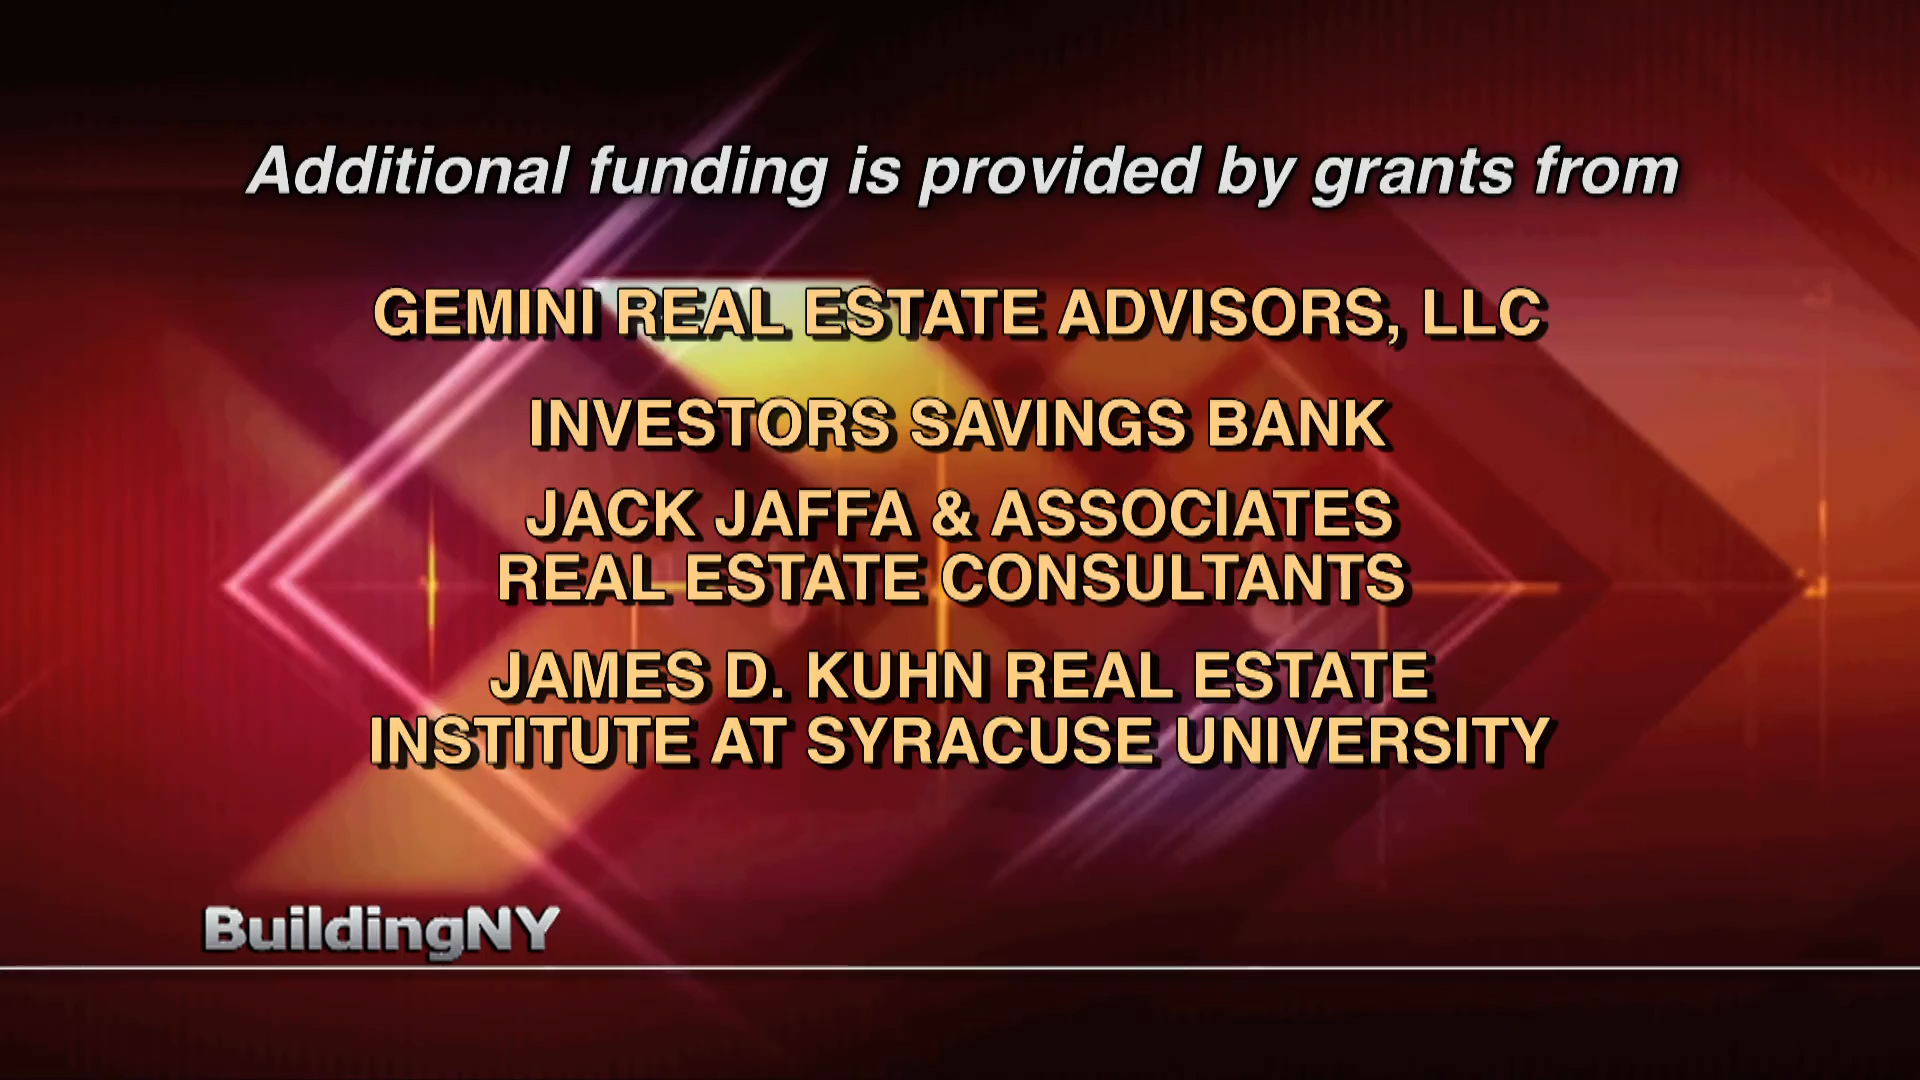 Additional funding is provided by grants from
GEMINI REAL ESTATE ADVISORS, LLC
INVESTORS SAVINGS BANK
JACK JAFFA & ASSOCIATES
REAL ESTATE CONSULTANTS
JAMES D. KUHN REAL ESTATE
INSTITUTE AT SYRACUSE UNIVERSITY
BuildingNY